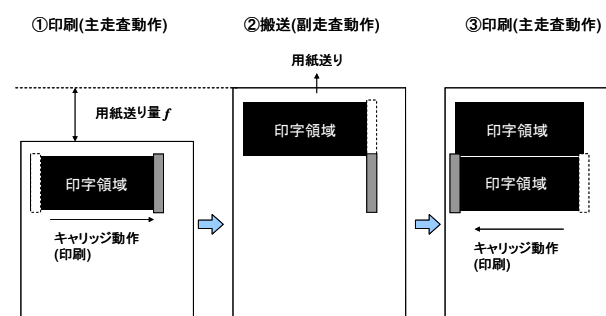 ①印刷(主走査動作)
②搬送(副走査動作)
③印刷(主走査動作)
用紙送り
用紙送り量f
印字領域
キャリッジ動作
(印刷)
印字領域
印字領域
印字領域
キャリッジ動作
(印刷)